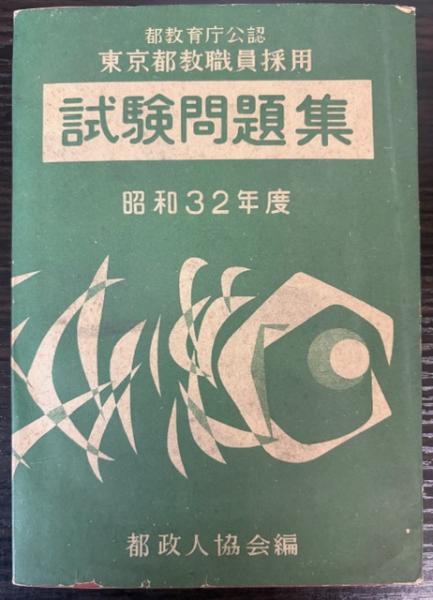 都教育庁公認
東京都教職員採用
試験問題集
昭和32年度
都政人協会編